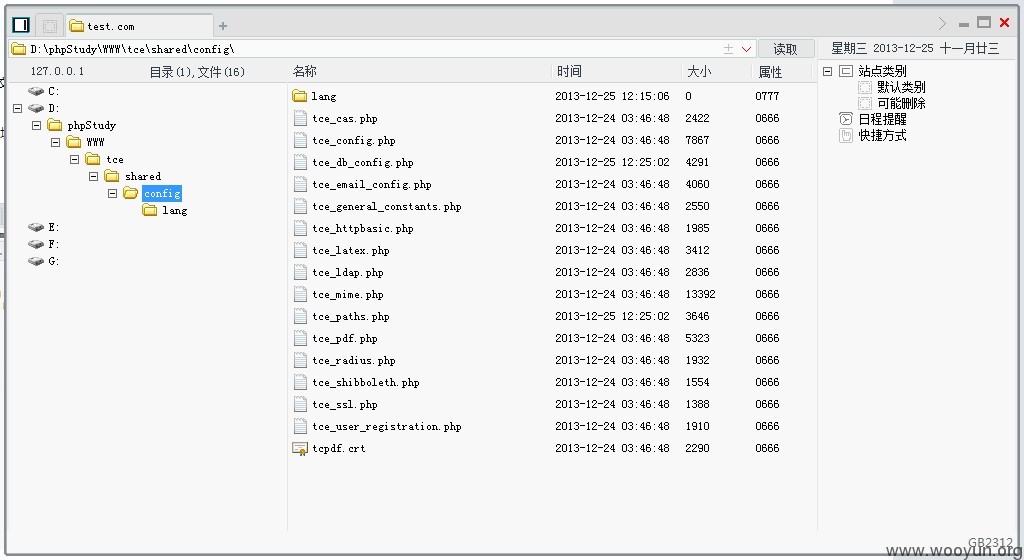 test.com
D:\phpStudy\WWW\tce\shared\config\
读取
星期三 2013-12-25 十一月廿三
127.0.0.1 目录(1),文件(16)
名称 时间 大小 属性
C:
D:
phpStudy
WWW
tce
shared
config
lang
E:
F:
G:
lang 2013-12-25 12:15:06 0 0777
tce_cas.php 2013-12-24 03:46:48 2422 0666
tce_config.php 2013-12-24 03:46:48 7867 0666
tce_db_config.php 2013-12-25 12:25:02 4291 0666
tce_email_config.php 2013-12-24 03:46:48 4060 0666
tce_general_constants.php 2013-12-24 03:46:48 2550 0666
tce_httpbasic.php 2013-12-24 03:46:48 1985 0666
tce_latex.php 2013-12-24 03:46:48 3412 0666
tce_ldap.php 2013-12-24 03:46:48 2836 0666
tce_mime.php 2013-12-24 03:46:48 13392 0666
tce_paths.php 2013-12-25 12:25:02 3646 0666
tce_pdf.php 2013-12-24 03:46:48 5323 0666
tce_radius.php 2013-12-24 03:46:48 1932 0666
tce_shibboleth.php 2013-12-24 03:46:48 1554 0666
tce_ssl.php 2013-12-24 03:46:48 1388 0666
tce_user_registration.php 2013-12-24 03:46:48 1910 0666
tcpdf.crt 2013-12-24 03:46:48 2290 0666
站点类别
默认类别
可能删除
日程提醒
快捷方式
GB2312
www.wooyun.org